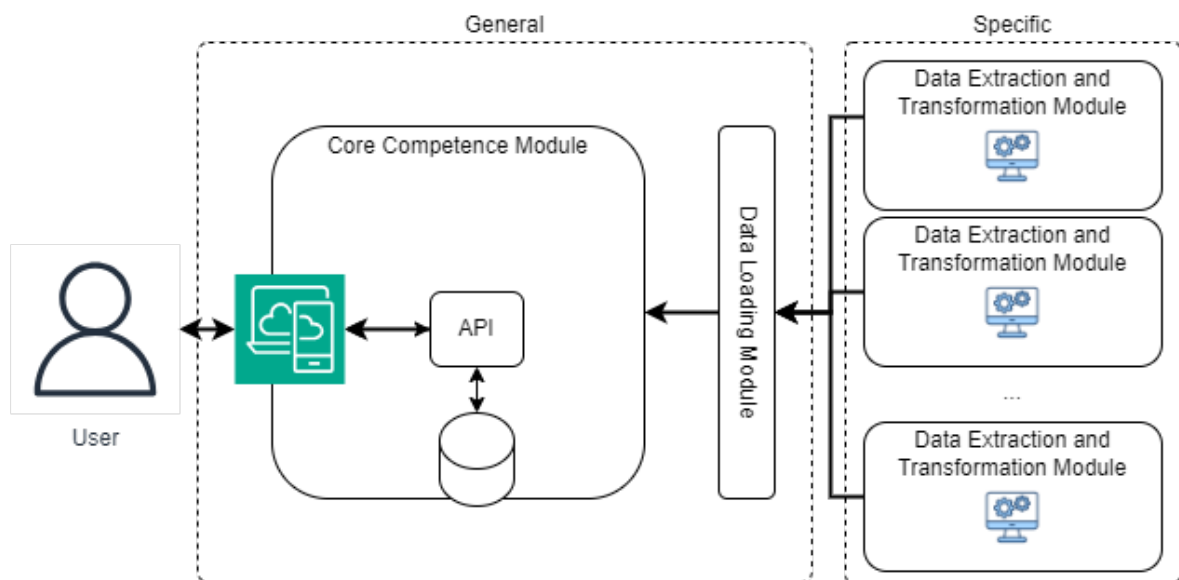 General
Specific
Core Competence Module
API
User
Data Loading Module
Data Extraction and
Transformation Module
Data Extraction and
Transformation Module
...
Data Extraction and
Transformation Module